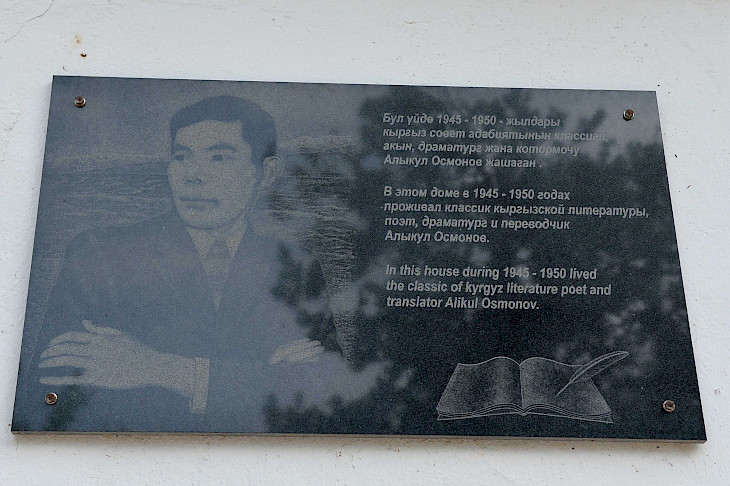 Бул үйдө 1945 - 1950 - жылдары
кыргыз совет адабиятынын классиги,
акын, драматург жана котормочу
Алыкул Осмонов жашаган .
В этом доме в 1945 - 1950 годах
проживал классик кыргызской литературы,
поэт, драматург и переводчик
Алыкул Осмонов.
In this house during 1945 - 1950 lived
the classic of kyrgyz literature poet and
translator Alikul Osmonov.